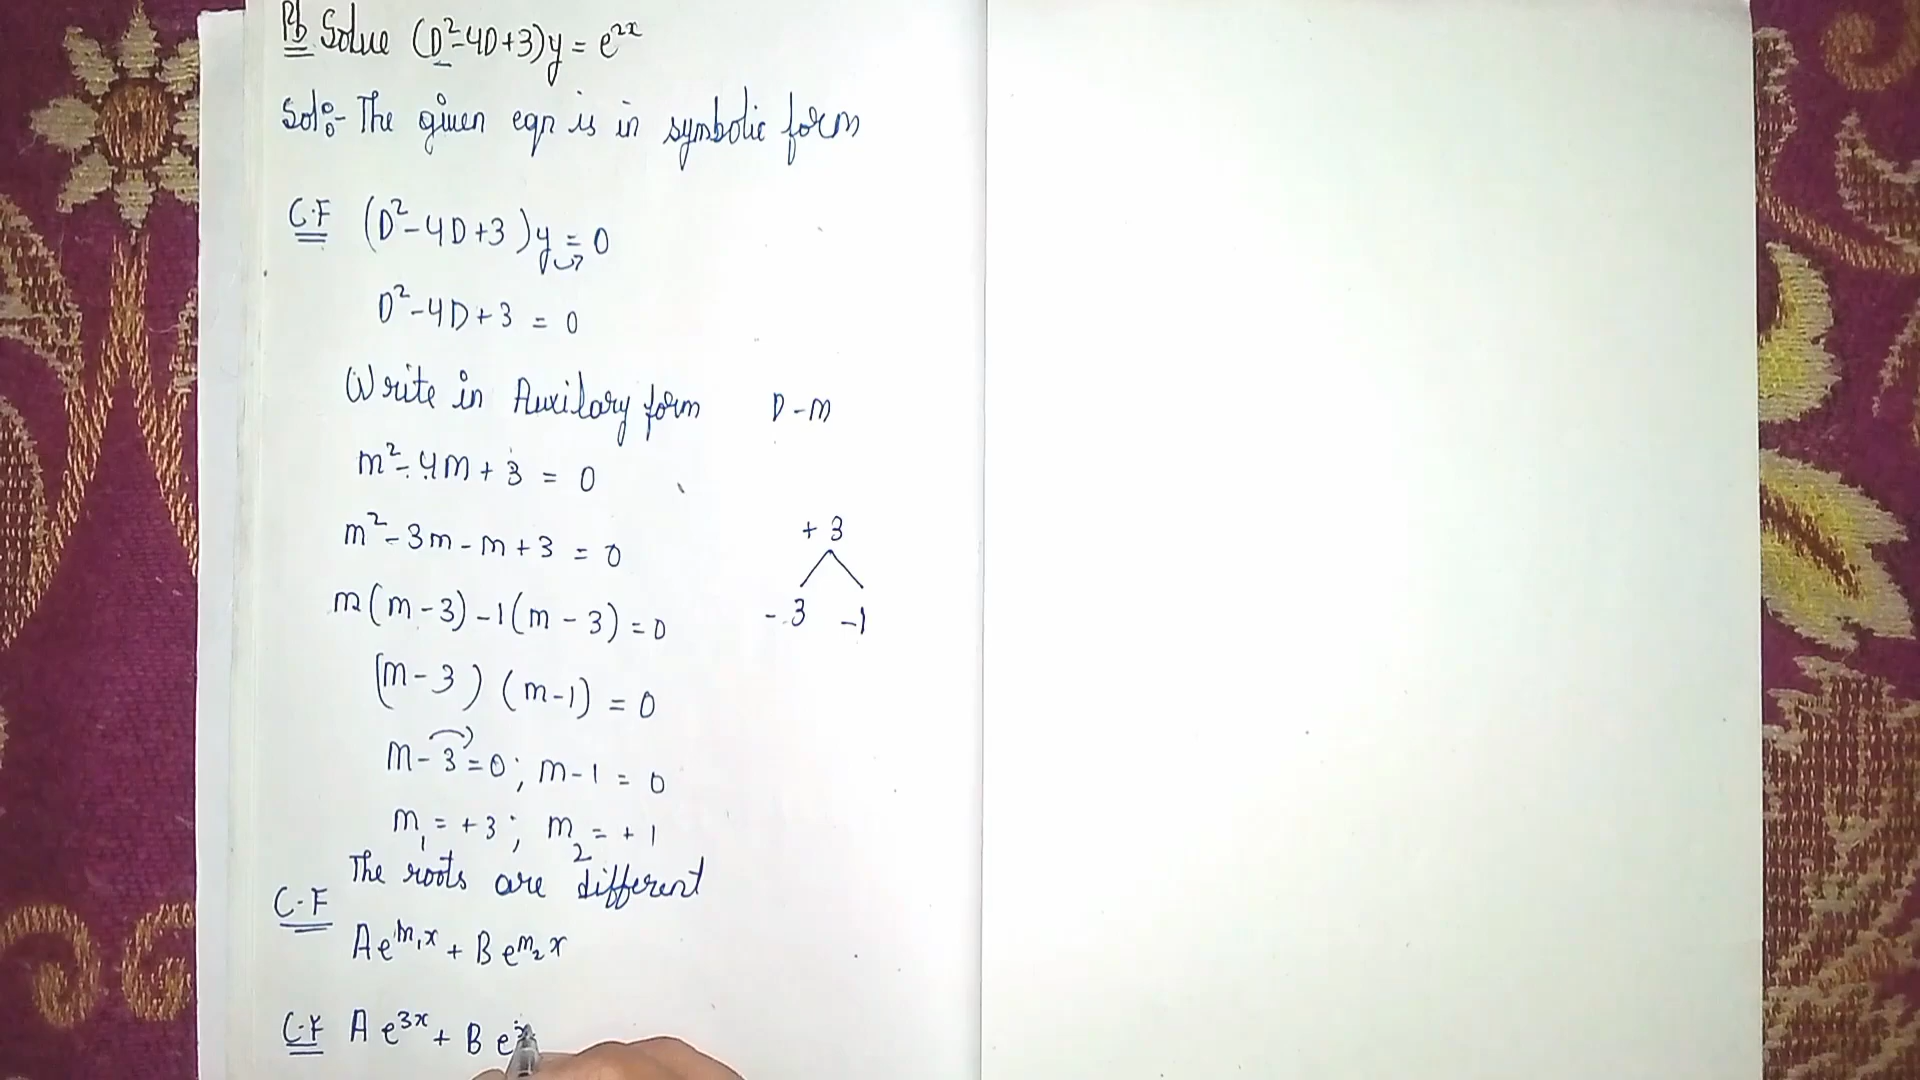 Pb Solve (D²-4D+3)y = e²ˣ
Sol:- The given eqn is in symbolic form
C.F (D²-4D+3)y = 0
D²-4D+3 = 0
Write in Auxilary form D-m
m²-4m+3 = 0
m²-3m-m+3 = 0
+3
-3 -1
m(m-3)-1(m-3)=0
(m-3)(m-1)=0
m-3=0; m-1=0
m₁=+3; m₂=+1
The roots are different
C.F
Ae^m₁x + Be^m₂x
C.F Ae³ˣ + Beˣ